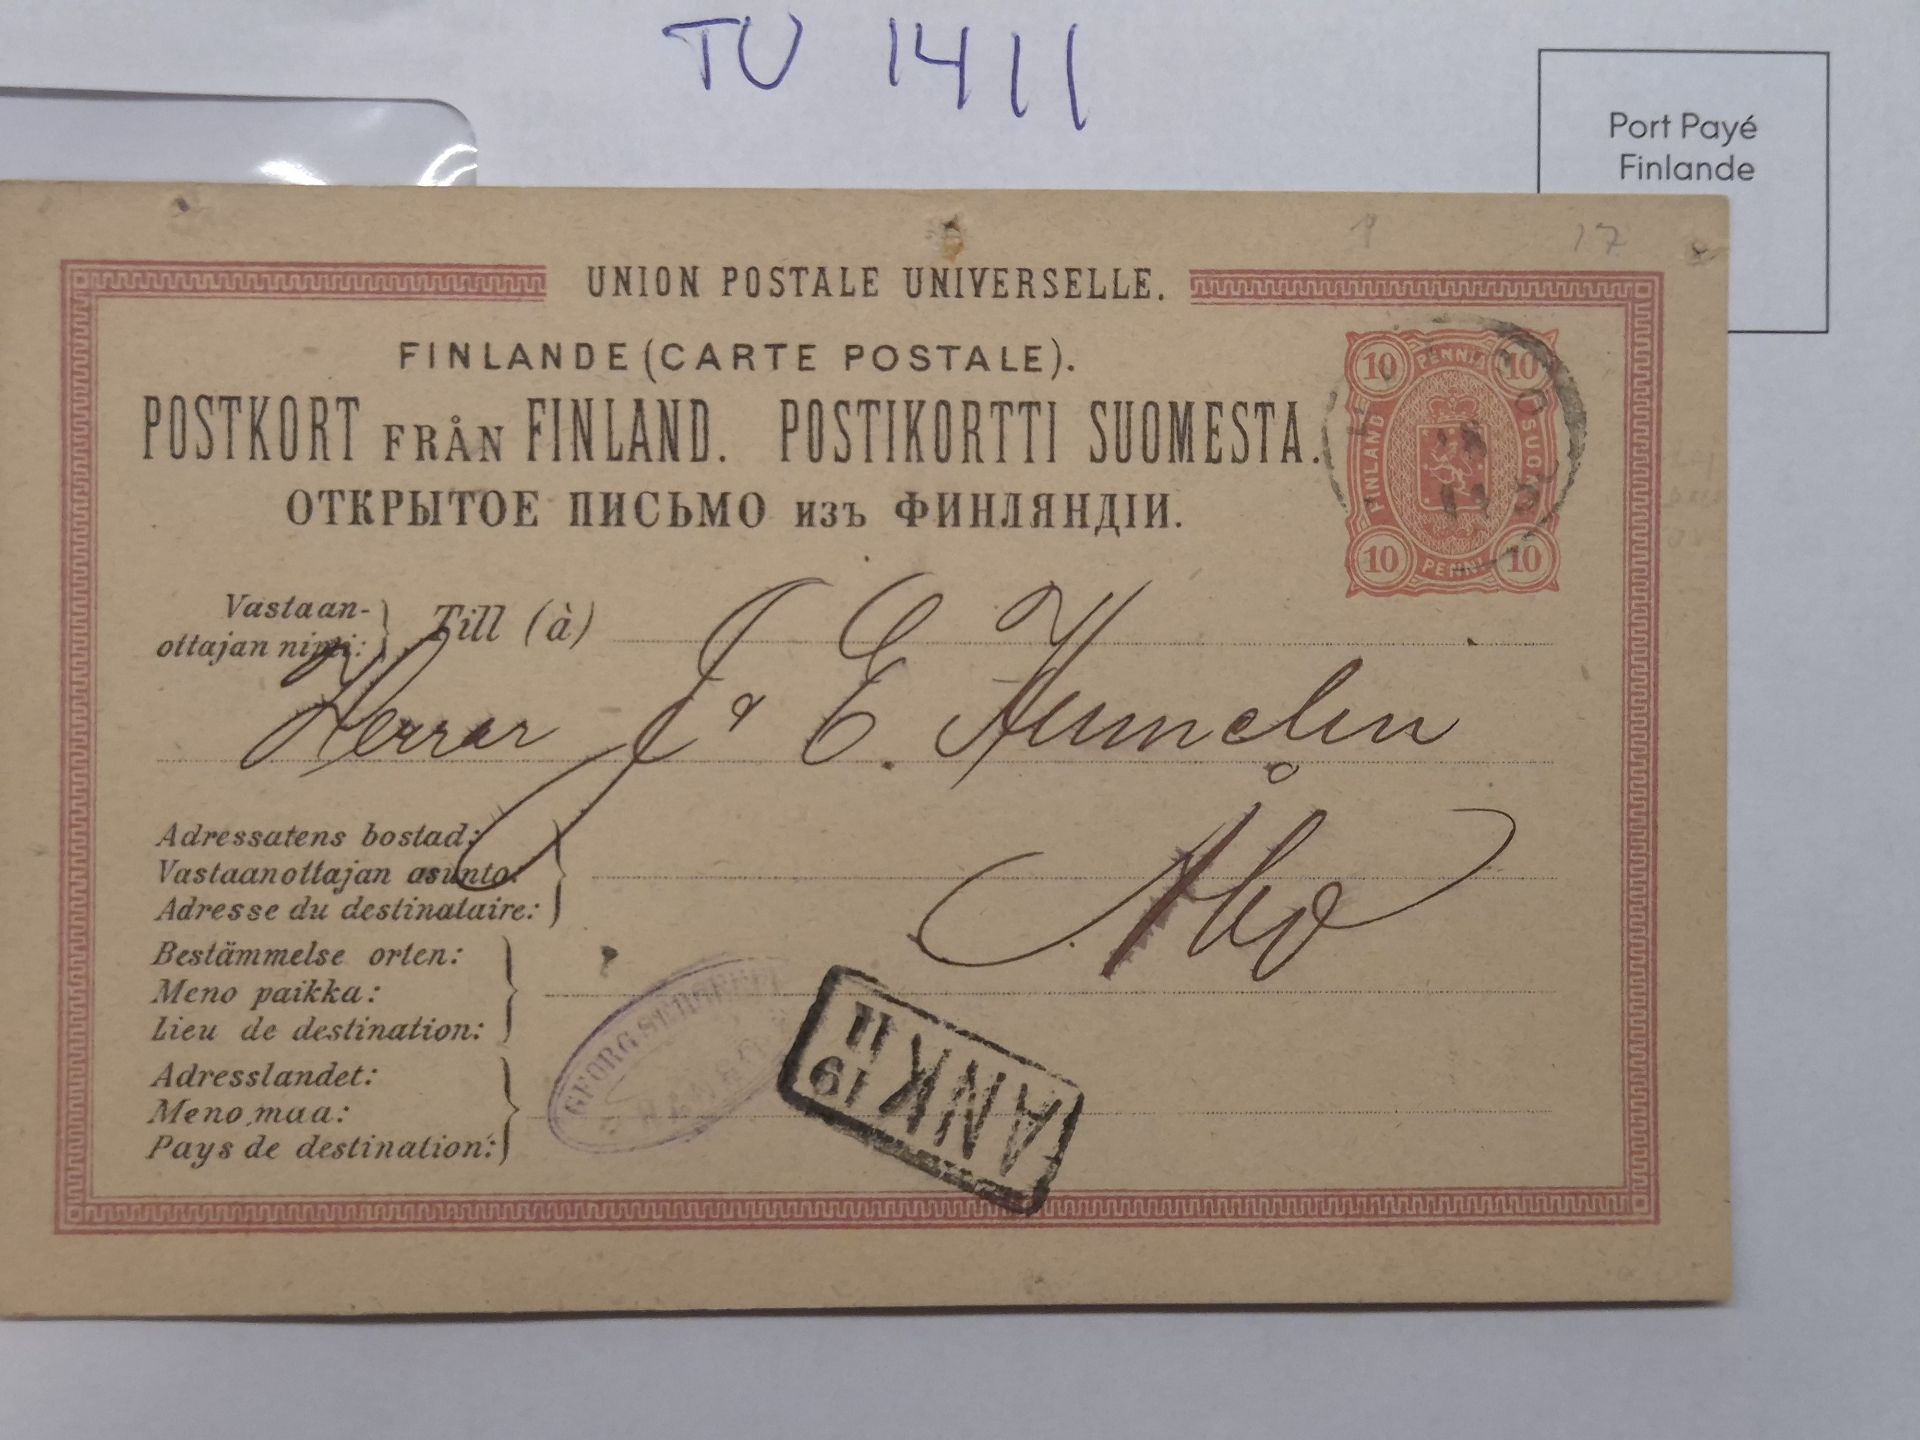 TU 1411
Port Payé
Finlande
UNION POSTALE UNIVERSELLE.
FINLANDE (CARTE POSTALE).
POSTKORT FRÅN FINLAND. POSTIKORTTI SUOMESTA.
ОТКРЫТОЕ ПИСЬМО изъ ФИНЛЯНДІИ.
10 PENNIÄ 10
FINLAND SUOMI
10 PENNI 10
Vastaan-
ottajan nimi: Till (à)
Herrar J & E. Hummelin
Åbo
Adressatens bostad:
Vastaanottajan asunto:
Adresse du destinataire:
Bestämmelse orten:
Meno paikka:
Lieu de destination:
Adresslandet:
Meno maa:
Pays de destination:
GEORG
ANK
19 11
17